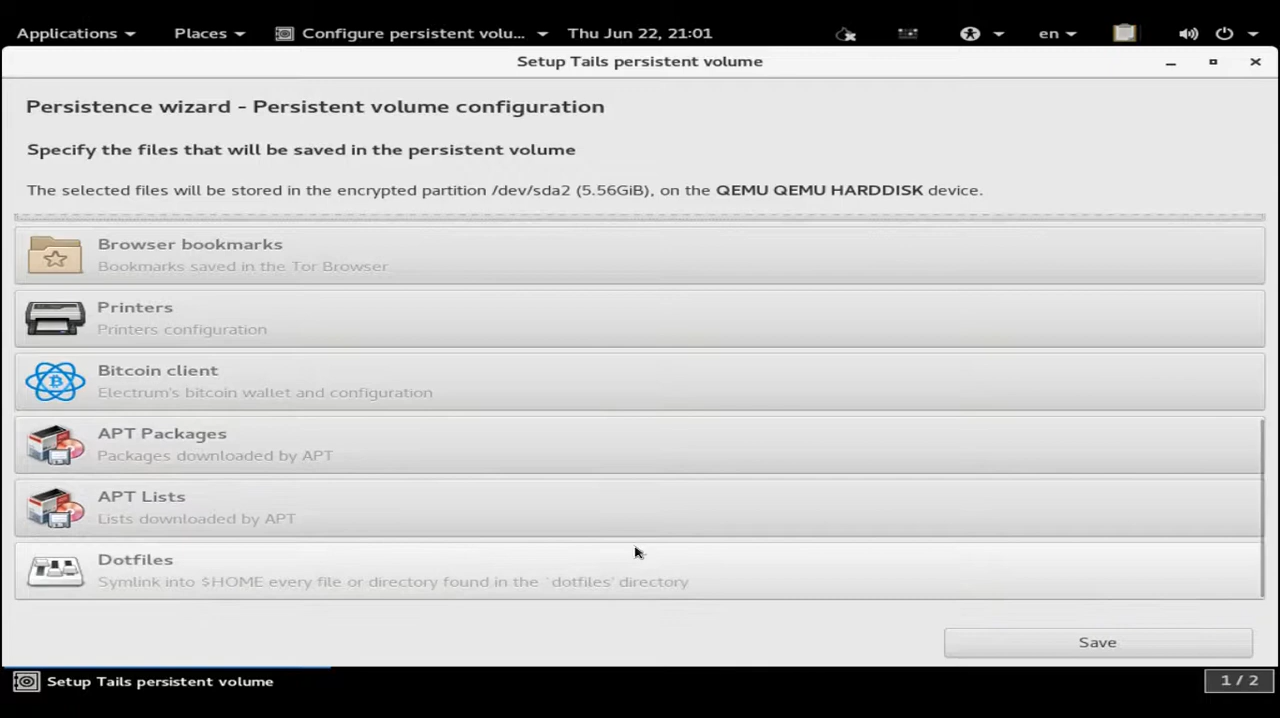 Applications Places Configure persistent volu... Thu Jun 22, 21:01 en
Setup Tails persistent volume
Persistence wizard - Persistent volume configuration
Specify the files that will be saved in the persistent volume
The selected files will be stored in the encrypted partition /dev/sda2 (5.56GiB), on the QEMU QEMU HARDDISK device.
Browser bookmarks
Bookmarks saved in the Tor Browser
Printers
Printers configuration
Bitcoin client
Electrum's bitcoin wallet and configuration
APT Packages
Packages downloaded by APT
APT Lists
Lists downloaded by APT
Dotfiles
Symlink into $HOME every file or directory found in the `dotfiles' directory
Save
Setup Tails persistent volume 1 / 2